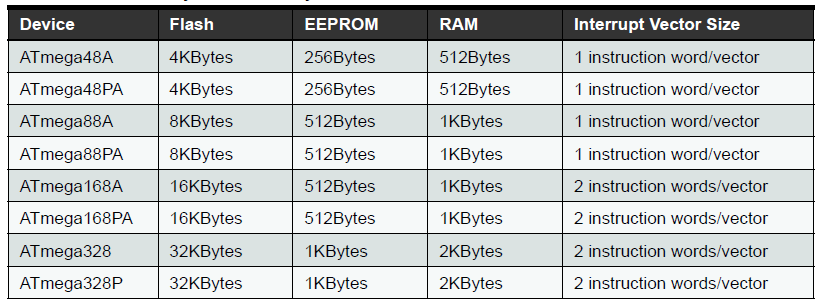 Device Flash EEPROM RAM Interrupt Vector Size
ATmega48A 4KBytes 256Bytes 512Bytes 1 instruction word/vector
ATmega48PA 4KBytes 256Bytes 512Bytes 1 instruction word/vector
ATmega88A 8KBytes 512Bytes 1KBytes 1 instruction word/vector
ATmega88PA 8KBytes 512Bytes 1KBytes 1 instruction word/vector
ATmega168A 16KBytes 512Bytes 1KBytes 2 instruction words/vector
ATmega168PA 16KBytes 512Bytes 1KBytes 2 instruction words/vector
ATmega328 32KBytes 1KBytes 2KBytes 2 instruction words/vector
ATmega328P 32KBytes 1KBytes 2KBytes 2 instruction words/vector